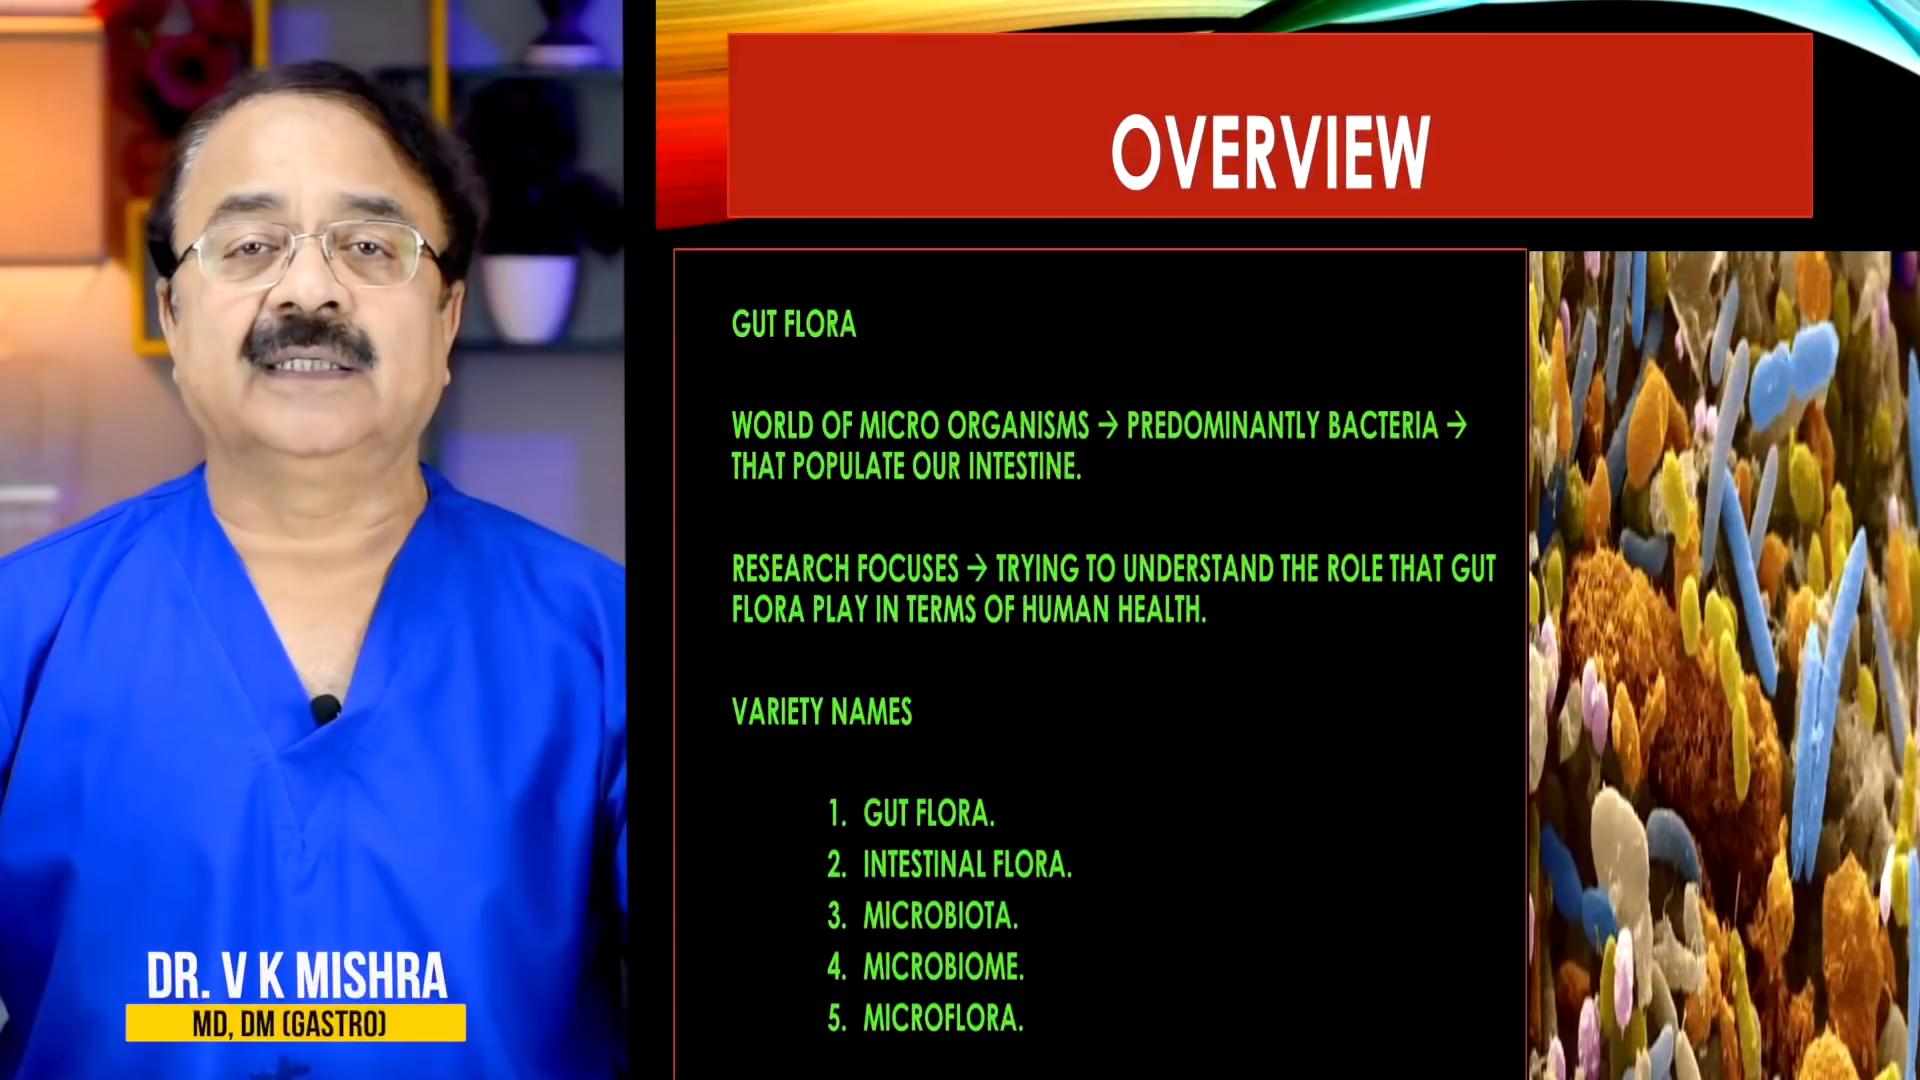 OVERVIEW
GUT FLORA
WORLD OF MICRO ORGANISMS → PREDOMINANTLY BACTERIA →
THAT POPULATE OUR INTESTINE.
RESEARCH FOCUSES → TRYING TO UNDERSTAND THE ROLE THAT GUT
FLORA PLAY IN TERMS OF HUMAN HEALTH.
VARIETY NAMES
1. GUT FLORA.
2. INTESTINAL FLORA.
3. MICROBIOTA.
4. MICROBIOME.
5. MICROFLORA.
DR. V K MISHRA
MD, DM (GASTRO)